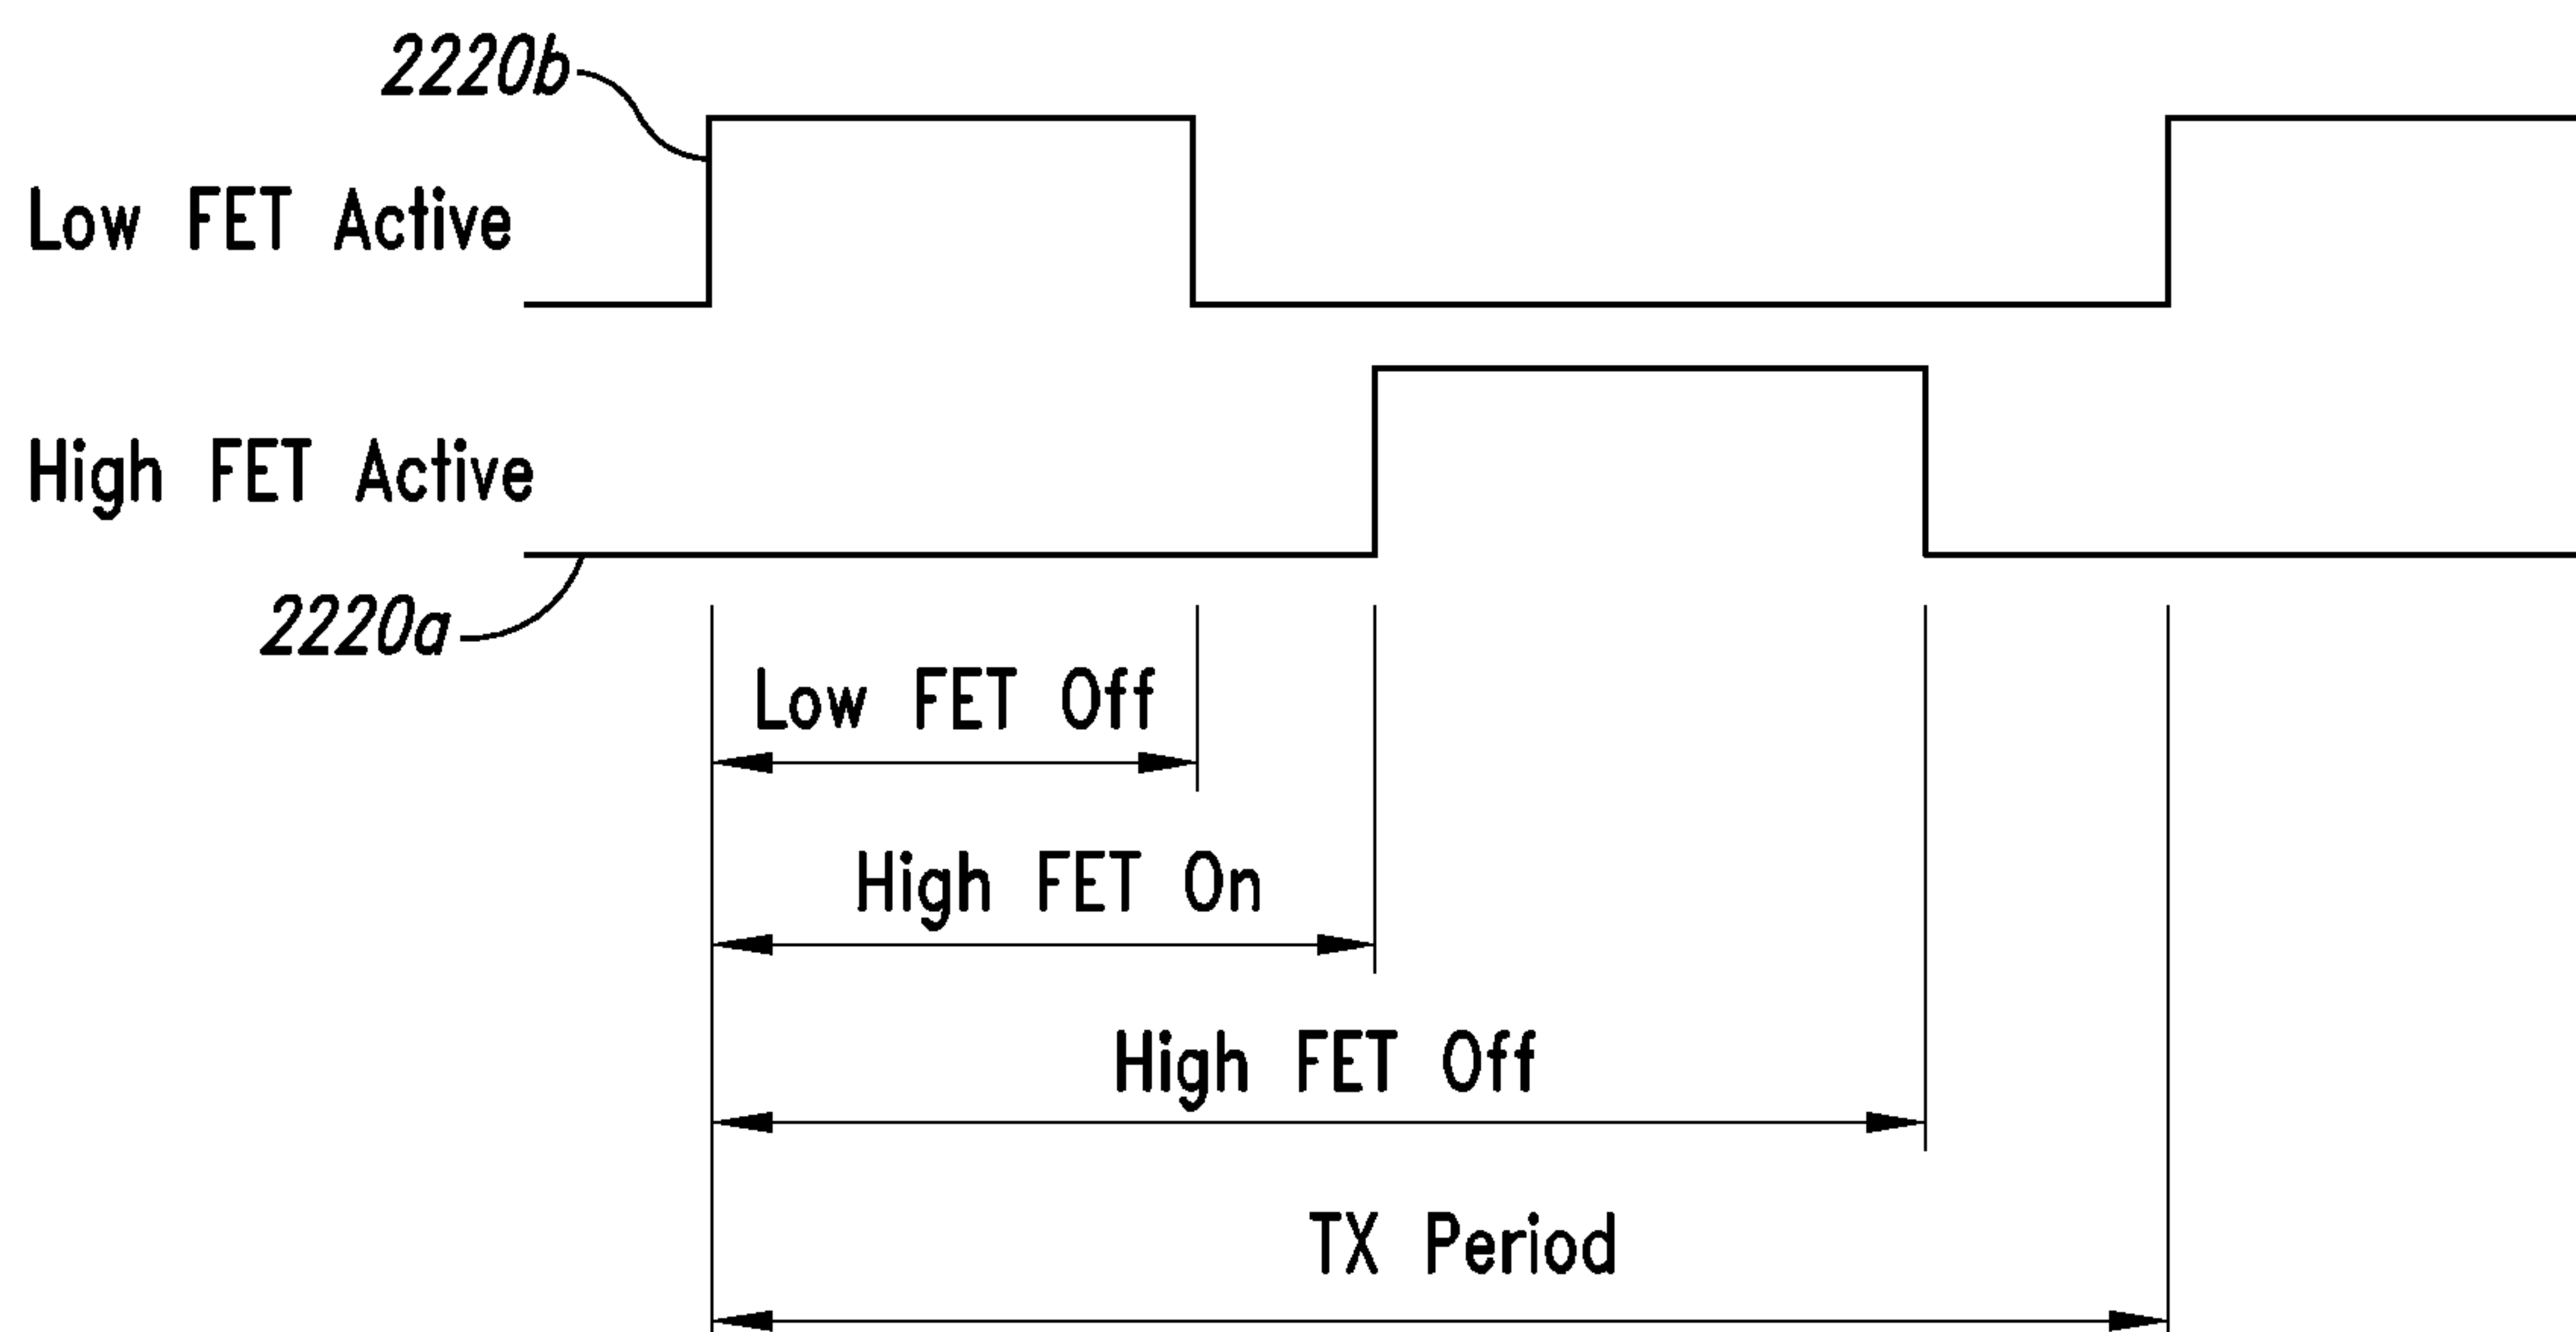 2220b
Low FET Active
High FET Active
2220a
Low FET Off
High FET On
High FET Off
TX Period